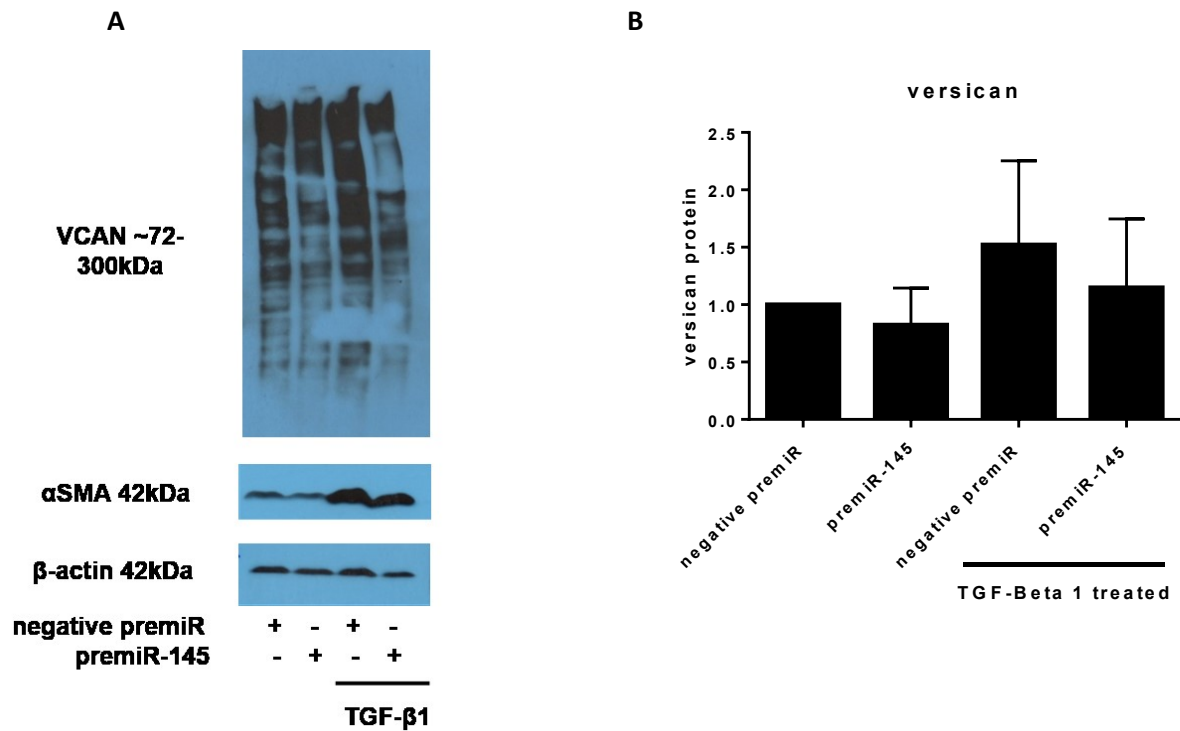 A
VCAN ~72-
300kDa
αSMA 42kDa
β-actin 42kDa
negative premiR + - + -
premiR-145 - + - +
TGF-β1
B
versican
versican protein
2.5
2.0
1.5
1.0
0.5
0.0
negative premiR
premiR-145
negative premiR
premiR-145
TGF-Beta 1 treated